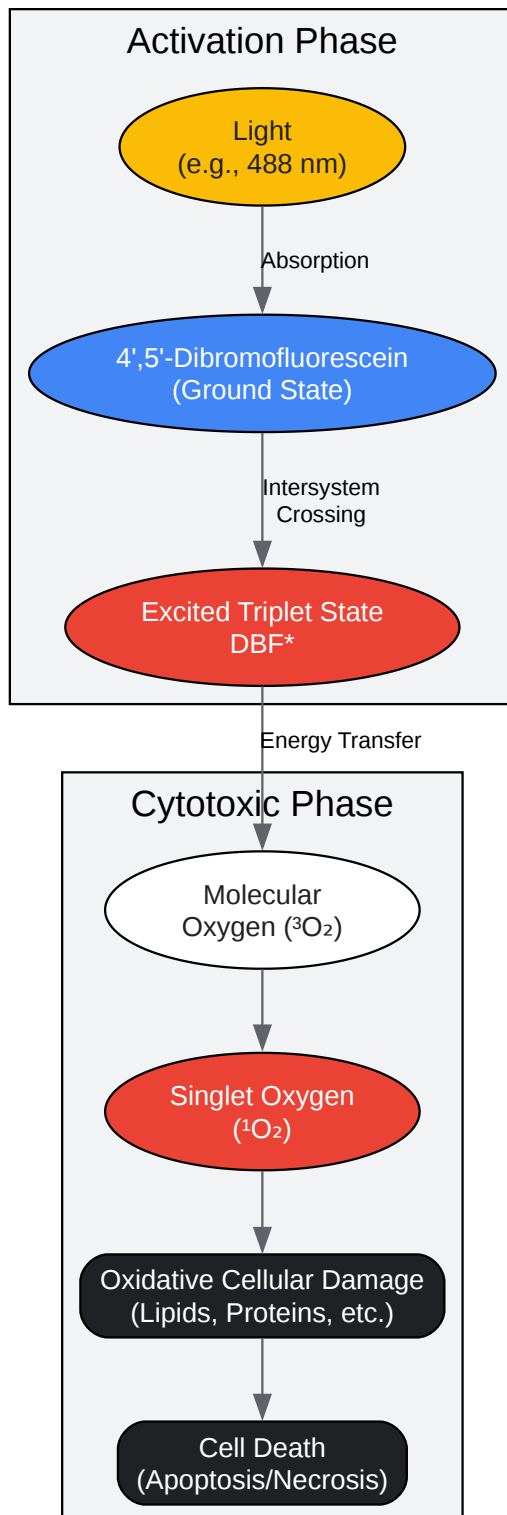 Activation Phase
Light
(e.g., 488 nm)
Absorption
4',5'-Dibromofluorescein
(Ground State)
Intersystem
Crossing
Excited Triplet State
DBF*
Energy Transfer
Cytotoxic Phase
Molecular
Oxygen (³O₂)
Singlet Oxygen
(¹O₂)
Oxidative Cellular Damage
(Lipids, Proteins, etc.)
Cell Death
(Apoptosis/Necrosis)